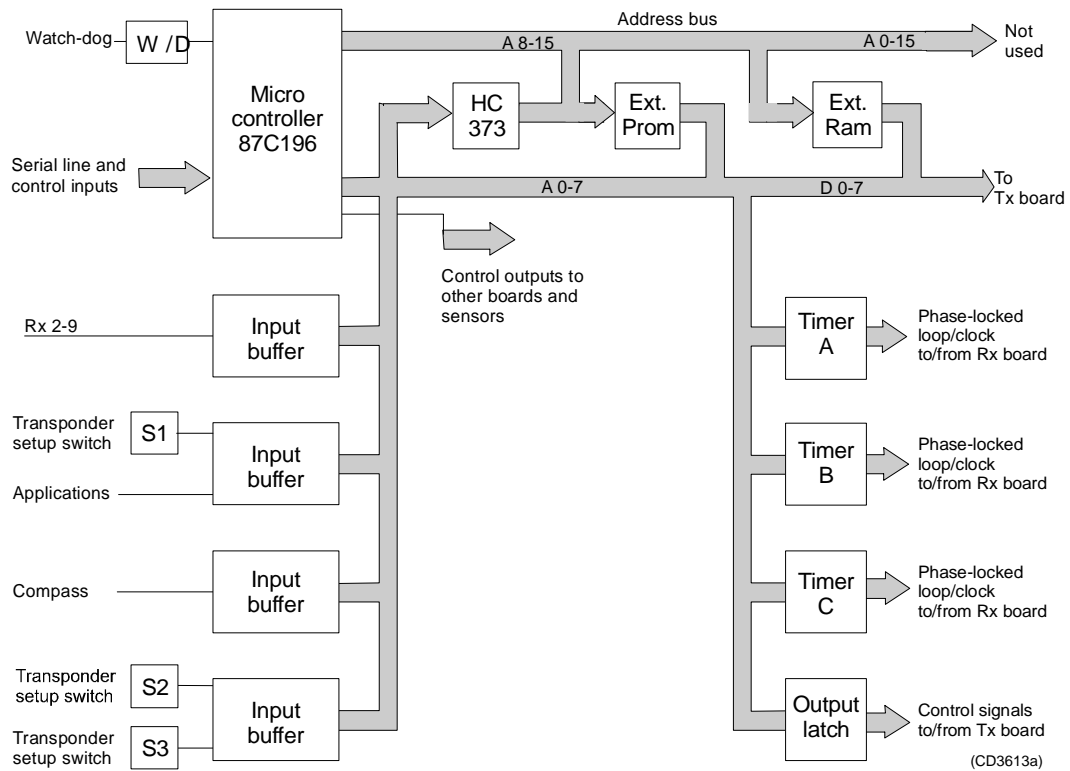 Address bus
Watch-dog
W /D
A 8-15
A 0-15
Not
used
Micro
controller
87C196
HC
373
Ext.
Prom
Ext.
Ram
Serial line and
control inputs
A 0-7
D 0-7
To
Tx board
Control outputs to
other boards and
sensors
Rx 2-9
Input
buffer
Timer
A
Phase-locked
loop/clock
to/from Rx board
Transponder
setup switch
S1
Applications
Input
buffer
Timer
B
Phase-locked
loop/clock
to/from Rx board
Compass
Input
buffer
Timer
C
Phase-locked
loop/clock
to/from Rx board
Transponder
setup switch
S2
Transponder
setup switch
S3
Input
buffer
Output
latch
Control signals
to/from Tx board
(CD3613a)